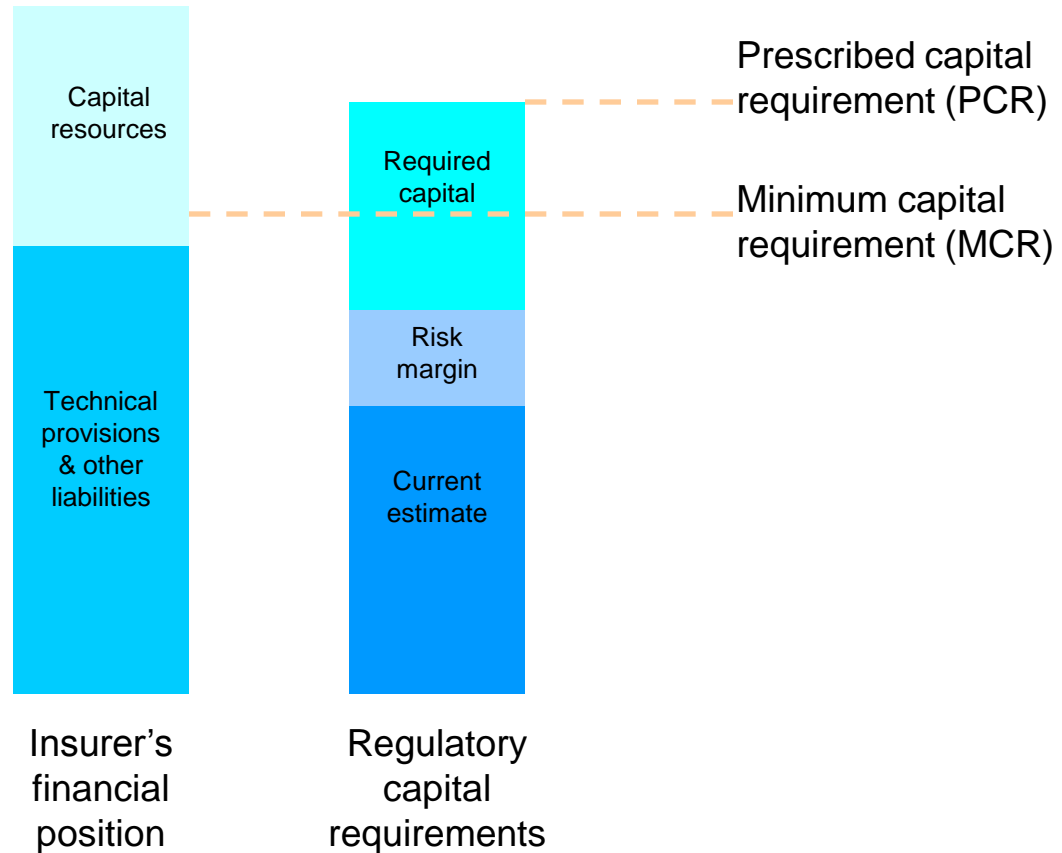 Capital
resources
Technical
provisions
& other
liabilities
Insurer’s
financial
position
Required
capital
Risk
margin
Current
estimate
Regulatory
capital
requirements
Prescribed capital
requirement (PCR)
Minimum capital
requirement (MCR)